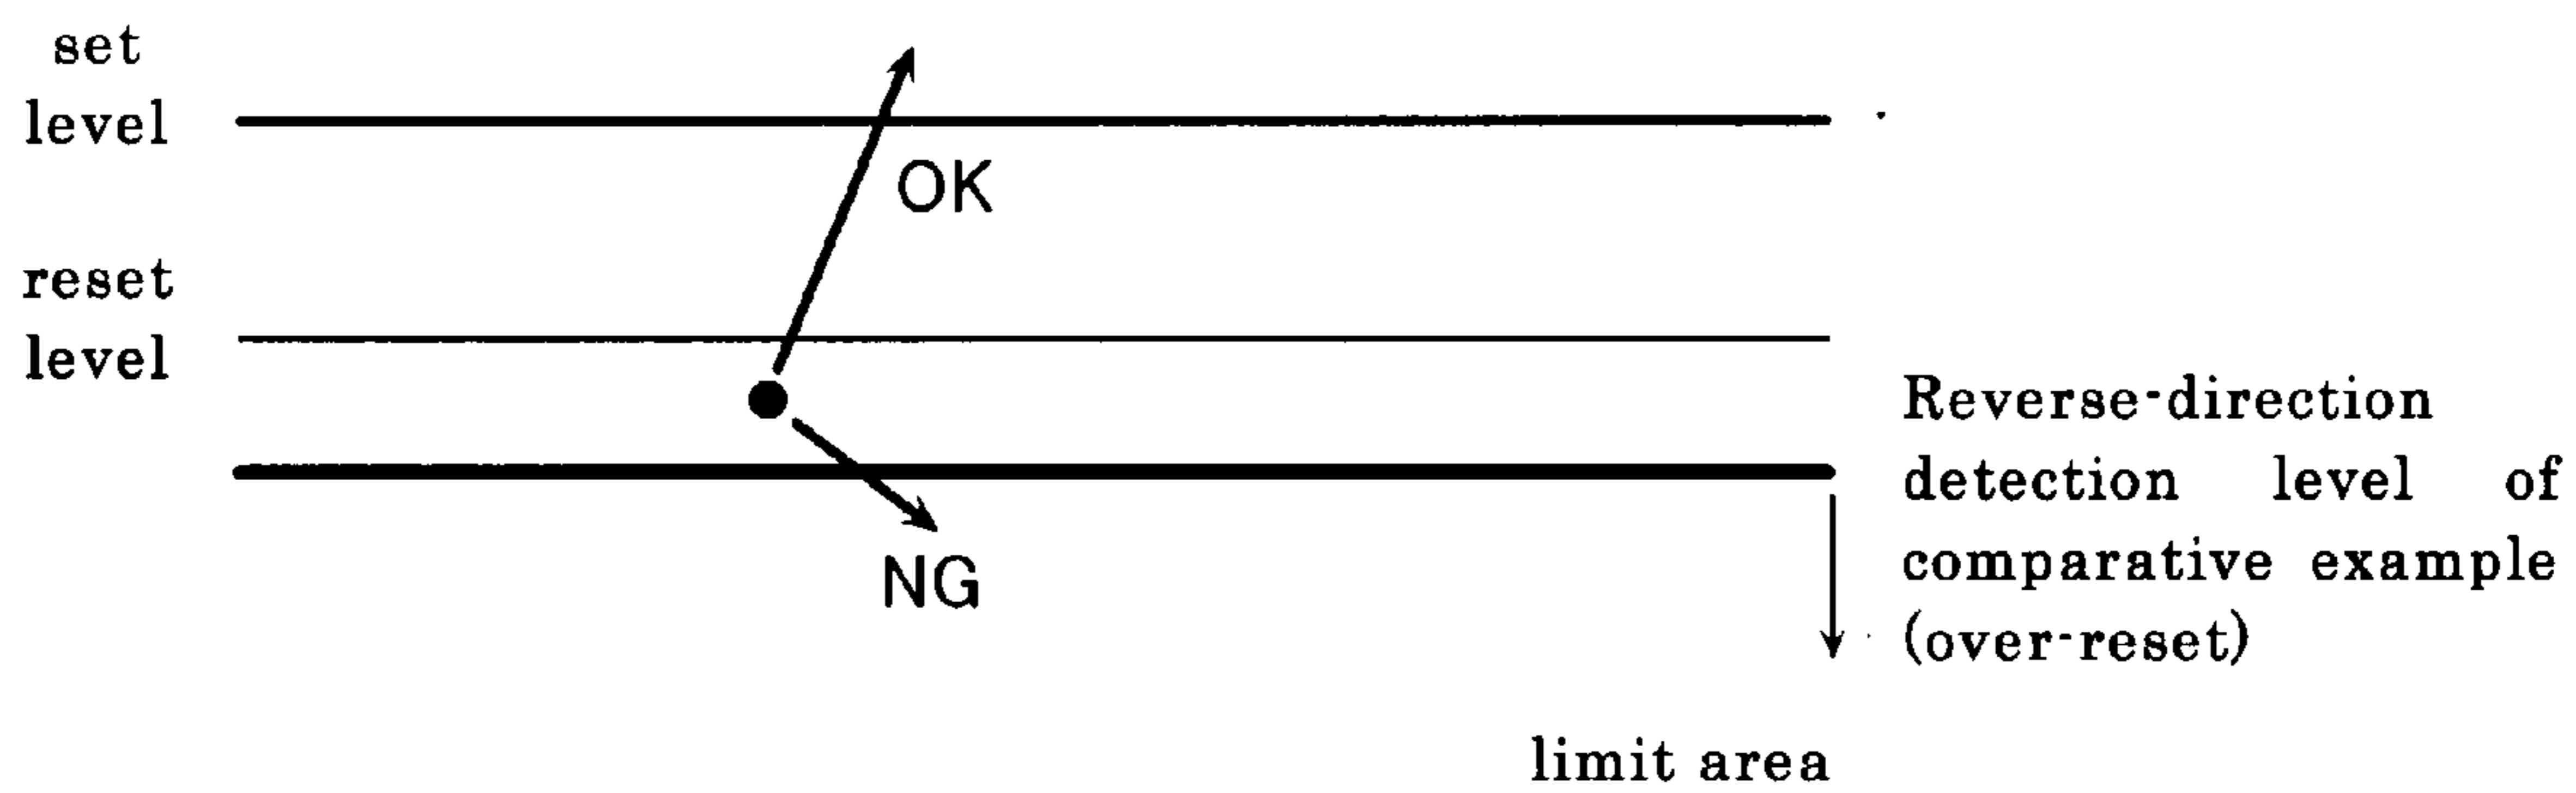 set
level
OK
reset
level
Reverse-direction
detection level of
comparative example
(over-reset)
NG
limit area